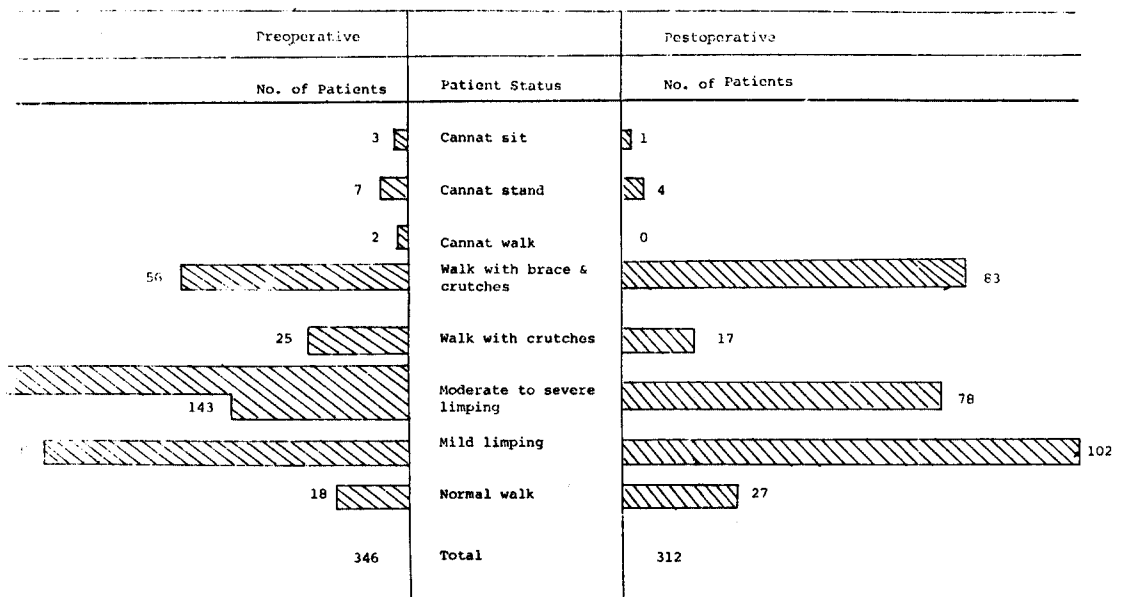 Preoperative Postoperative
No. of Patients Patient Status No. of Patients
3 Cannat sit 1
7 Cannat stand 4
2 Cannat walk 0
56 Walk with brace & 83
crutches
25 Walk with crutches 17
Moderate to severe 78
143 limping
Mild limping 102
18 Normal walk 27
346 Total 312